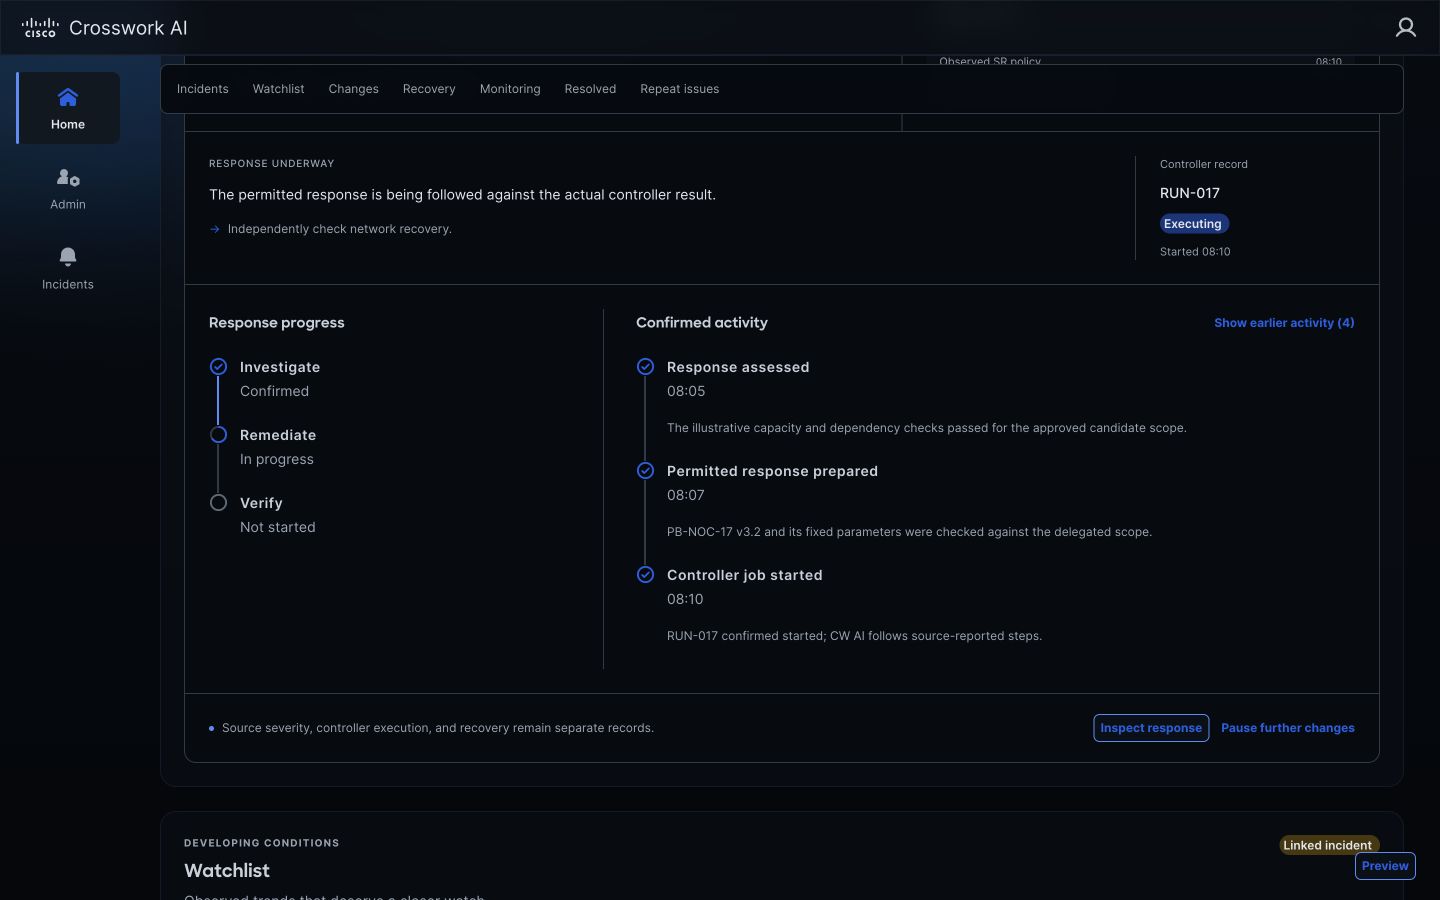 CISCO Crosswork AI
Home
Admin
Incidents
Observed SR policy 08:10
Incidents Watchlist Changes Recovery Monitoring Resolved Repeat issues
RESPONSE UNDERWAY
The permitted response is being followed against the actual controller result.
→ Independently check network recovery.
Controller record
RUN-017
Executing
Started 08:10
Response progress
Investigate
Confirmed
Remediate
In progress
Verify
Not started
Confirmed activity
Show earlier activity (4)
Response assessed
08:05
The illustrative capacity and dependency checks passed for the approved candidate scope.
Permitted response prepared
08:07
PB-NOC-17 v3.2 and its fixed parameters were checked against the delegated scope.
Controller job started
08:10
RUN-017 confirmed started; CW AI follows source-reported steps.
Source severity, controller execution, and recovery remain separate records.
Inspect response
Pause further changes
DEVELOPING CONDITIONS
Watchlist
Linked incident
Preview
Observed trends that deserve a closer watch